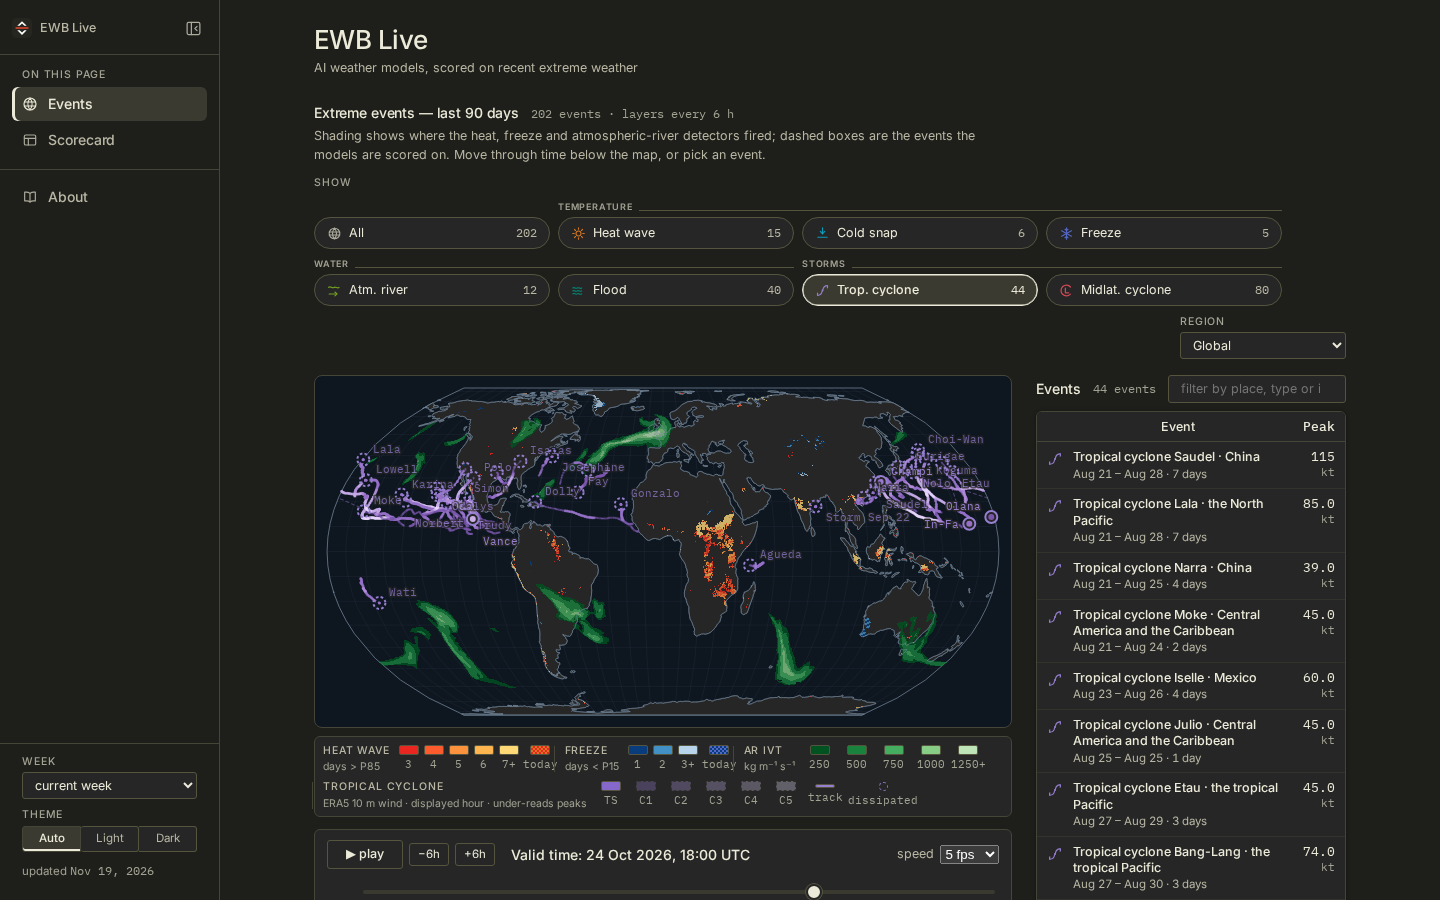 EWB Live
ON THIS PAGE
Events
Scorecard
About
WEEK
current week
THEME
Auto Light Dark
updated Nov 19, 2026
EWB Live
AI weather models, scored on recent extreme weather
Extreme events — last 90 days 202 events · layers every 6 h
Shading shows where the heat, freeze and atmospheric-river detectors fired; dashed boxes are the events the
models are scored on. Move through time below the map, or pick an event.
SHOW
TEMPERATURE
All 202
Heat wave 15
Cold snap 6
Freeze 5
WATER
STORMS
Atm. river 12
Flood 40
Trop. cyclone 44
Midlat. cyclone 80
REGION
Global
Lala
Lowell
Karina
Moke
Norbert
Trudy
Vance
Wati
Polo
Simon
Isaias
Josephine
Fay
Dolly
Gonzalo
Agueda
Storm Sep 22
Choi-Wan
Koguma
Nolo
Etau
Saudel
Olana
In-Fa
HEAT WAVE
days > P85
3 4 5 6 7+ today
FREEZE
days < P15
1 2 3+ today
AR IVT
kg m⁻¹ s⁻¹
250 500 750 1000 1250+
TROPICAL CYCLONE
ERA5 10 m wind · displayed hour · under-reads peaks
TS C1 C2 C3 C4 C5 track dissipated
▶ play −6h +6h Valid time: 24 Oct 2026, 18:00 UTC speed 5 fps
Events 44 events filter by place, type or i
Event Peak
Tropical cyclone Saudel · China 115 kt
Aug 21 – Aug 28 · 7 days
Tropical cyclone Lala · the North 85.0 kt
Pacific
Aug 21 – Aug 28 · 7 days
Tropical cyclone Narra · China 39.0 kt
Aug 21 – Aug 25 · 4 days
Tropical cyclone Moke · Central 45.0 kt
America and the Caribbean
Aug 21 – Aug 24 · 2 days
Tropical cyclone Iselle · Mexico 60.0 kt
Aug 23 – Aug 26 · 4 days
Tropical cyclone Julio · Central 45.0 kt
America and the Caribbean
Aug 25 – Aug 25 · 1 day
Tropical cyclone Etau · the tropical 45.0 kt
Pacific
Aug 27 – Aug 29 · 3 days
Tropical cyclone Bang-Lang · the 74.0 kt
tropical Pacific
Aug 27 – Aug 30 · 3 days